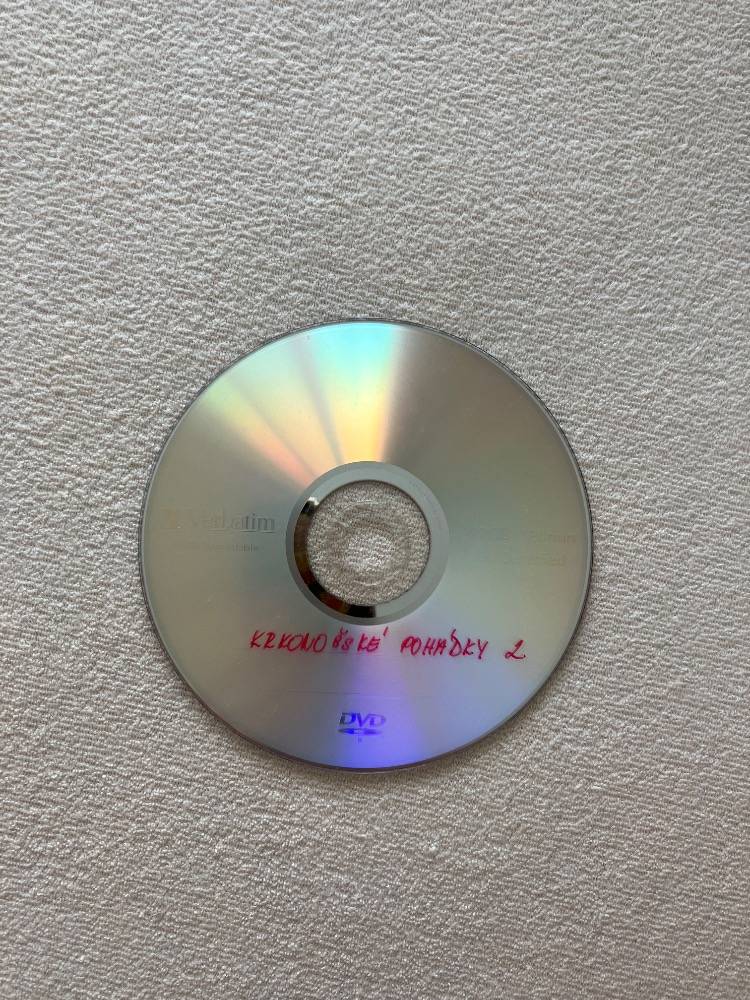 Verbatim
KRKONOŠSKÉ POHÁDKY 2
DVD
R